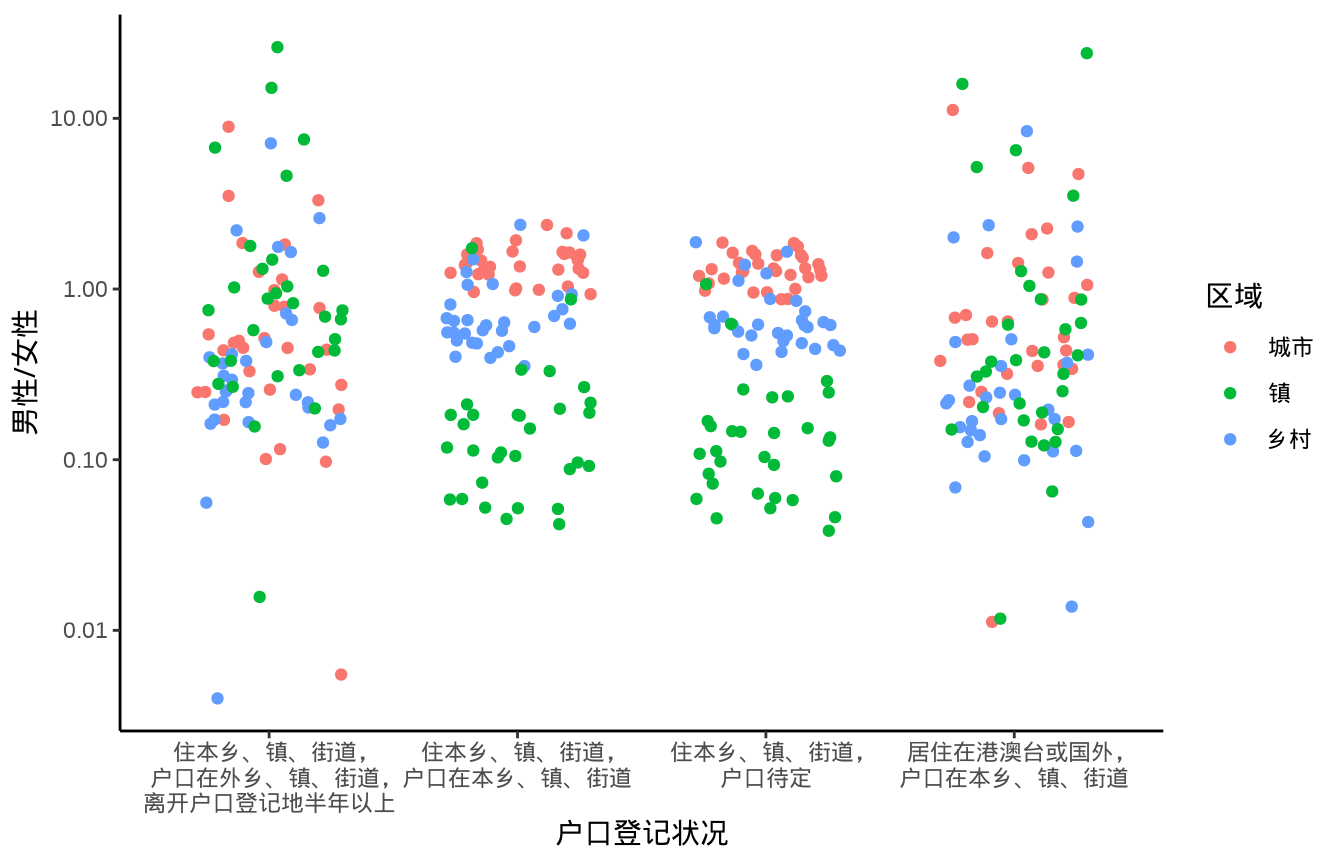 男性/女性
10.00
1.00
0.10
0.01
住本乡、镇、街道，
户口在外乡、镇、街道，
离开户口登记地半年以上
住本乡、镇、街道，
户口在本乡、镇、街道
住本乡、镇、街道，
户口待定
居住在港澳台或国外，
户口在本乡、镇、街道
户口登记状况
区域
城市
镇
乡村